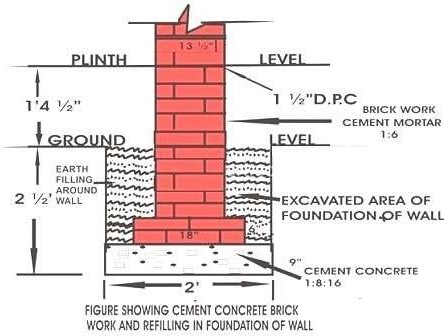 13 ½"
PLINTH LEVEL
1'4 ½"
1 ½"D.P.C
BRICK WORK
CEMENT MORTAR
1:6
GROUND LEVEL
EARTH
FILLING
AROUND
WALL
2 ½'
EXCAVATED AREA OF
FOUNDATION OF WALL
18"
6"
9"
CEMENT CONCRETE
1:8:16
2'
FIGURE SHOWING CEMENT CONCRETE BRICK
WORK AND REFILLING IN FOUNDATION OF WALL